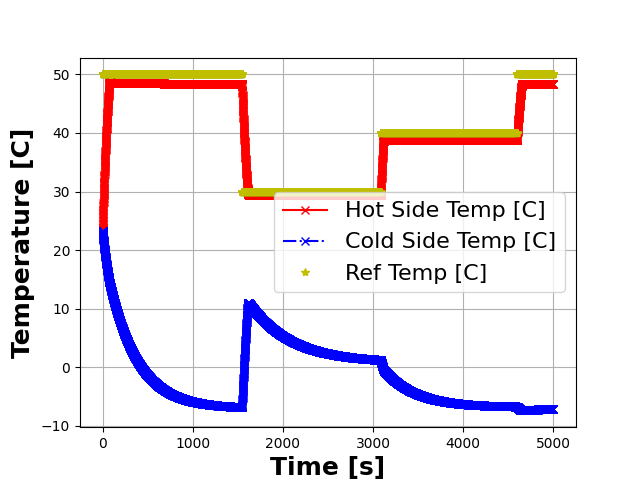 50
40
30
20
10
0
−10
Temperature [C]
Hot Side Temp [C]
Cold Side Temp [C]
Ref Temp [C]
0 1000 2000 3000 4000 5000
Time [s]